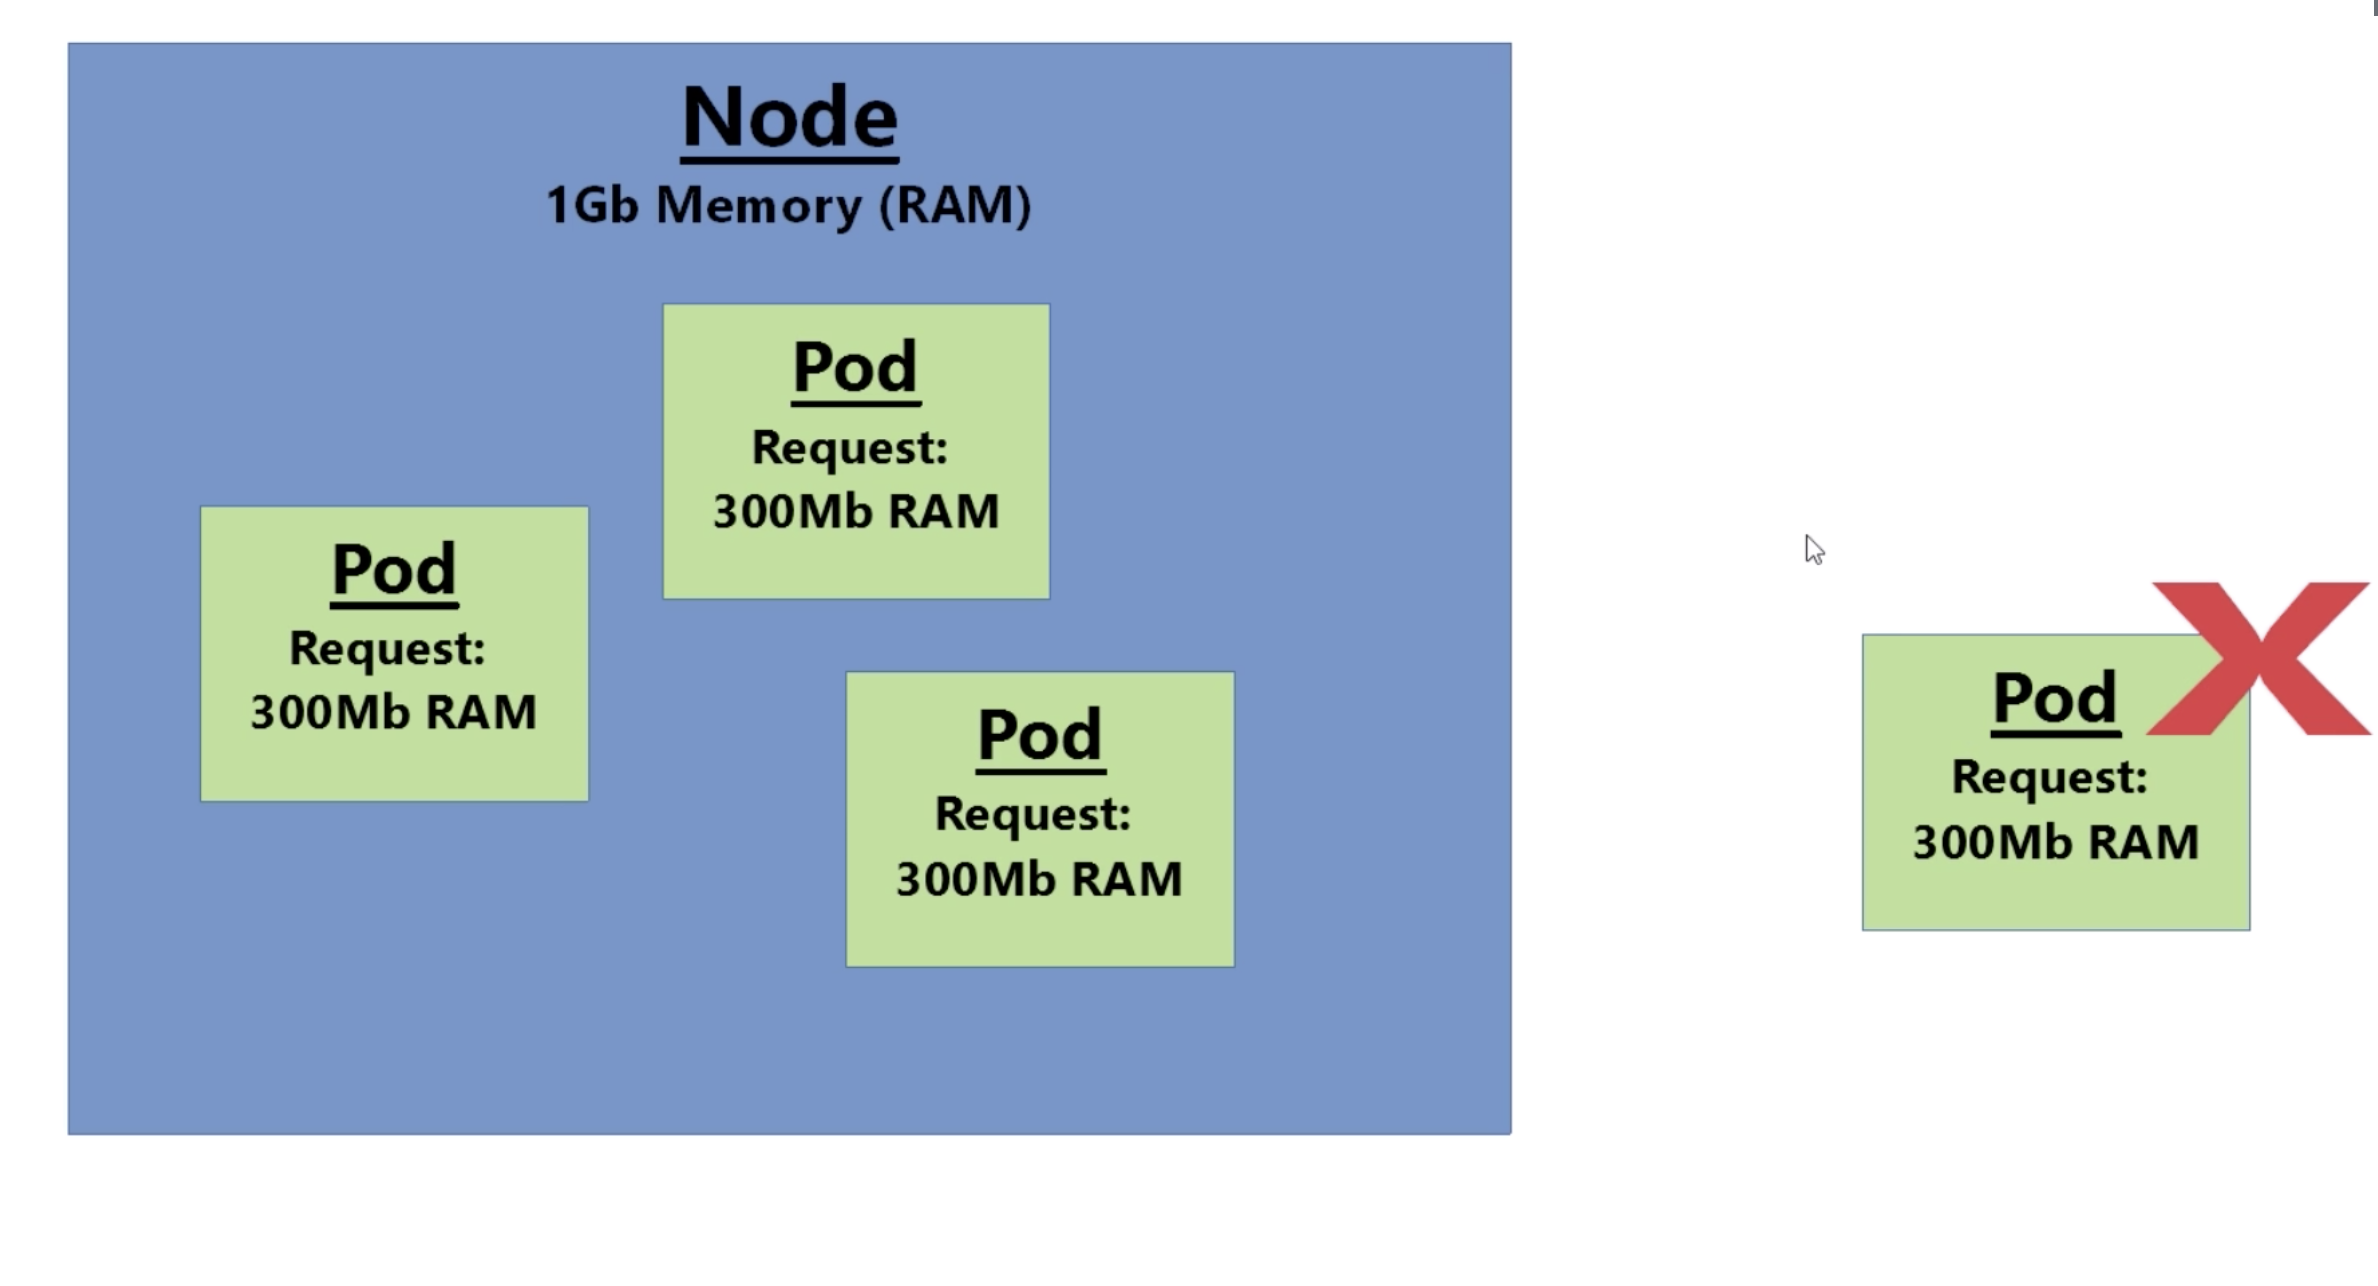 Node
1Gb Memory (RAM)
Pod
Request:
300Mb RAM
Pod
Request:
300Mb RAM
Pod
Request:
300Mb RAM
Pod
Request:
300Mb RAM